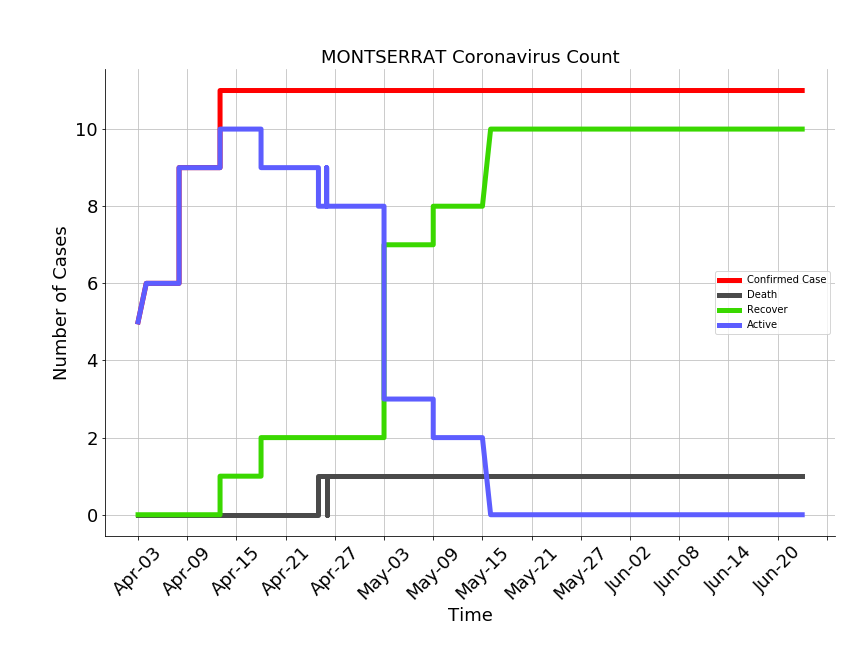 MONTSERRAT Coronavirus Count
Number of Cases
10
8
6
4
2
0
Confirmed Case
Death
Recover
Active
Apr-03
Apr-09
Apr-15
Apr-21
Apr-27
May-03
May-09
May-15
May-21
May-27
Jun-02
Jun-08
Jun-14
Jun-20
Time